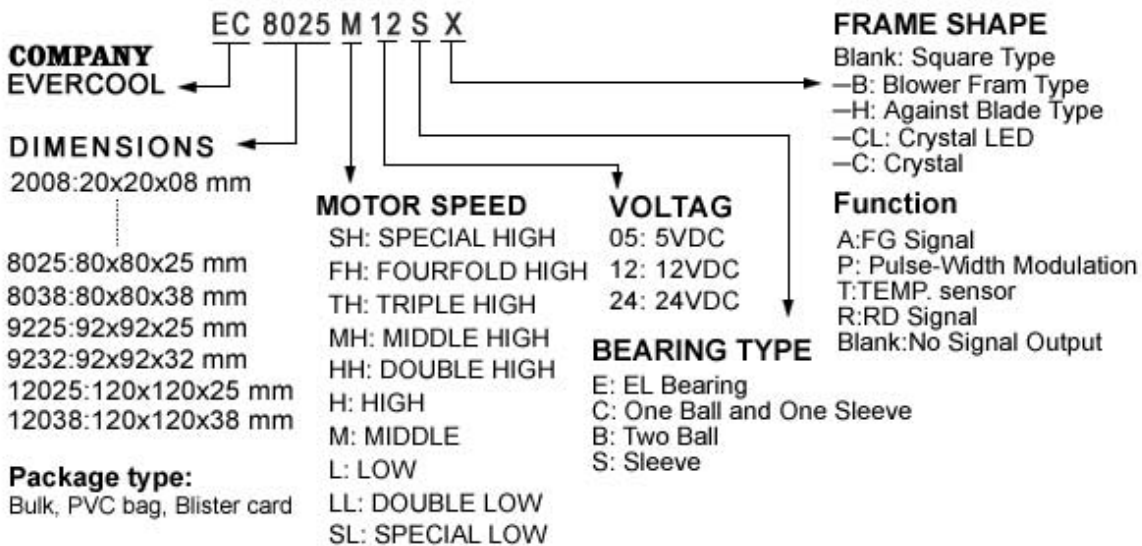 EC 8025 M 12 S X
COMPANY
EVERCOOL
DIMENSIONS
2008:20x20x08 mm
8025:80x80x25 mm
8038:80x80x38 mm
9225:92x92x25 mm
9232:92x92x32 mm
12025:120x120x25 mm
12038:120x120x38 mm
Package type:
Bulk, PVC bag, Blister card
MOTOR SPEED
SH: SPECIAL HIGH
FH: FOURFOLD HIGH
TH: TRIPLE HIGH
MH: MIDDLE HIGH
HH: DOUBLE HIGH
H: HIGH
M: MIDDLE
L: LOW
LL: DOUBLE LOW
SL: SPECIAL LOW
VOLTAG
05: 5VDC
12: 12VDC
24: 24VDC
BEARING TYPE
E: EL Bearing
C: One Ball and One Sleeve
B: Two Ball
S: Sleeve
FRAME SHAPE
Blank: Square Type
—B: Blower Fram Type
—H: Against Blade Type
—CL: Crystal LED
—C: Crystal
Function
A:FG Signal
P: Pulse-Width Modulation
T:TEMP. sensor
R:RD Signal
Blank:No Signal Output